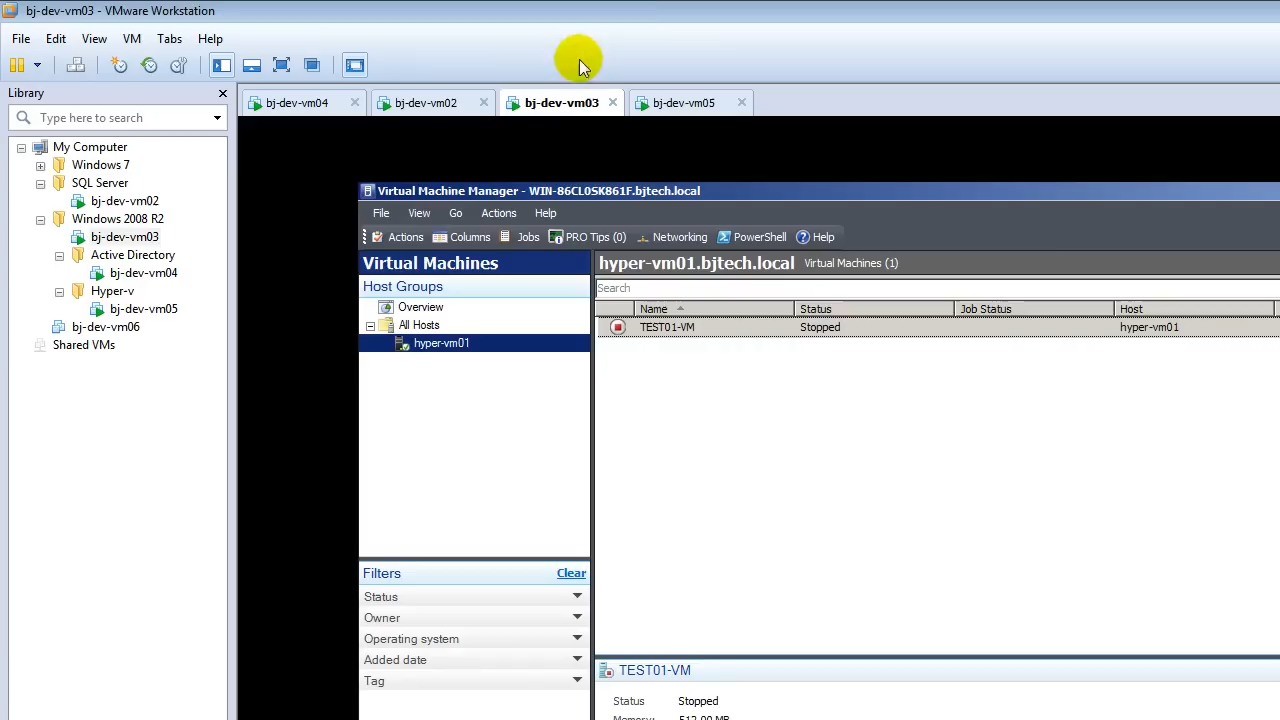 bj-dev-vm03 - VMware Workstation
File Edit View VM Tabs Help
Library
Type here to search
My Computer
Windows 7
SQL Server
bj-dev-vm02
Windows 2008 R2
bj-dev-vm03
Active Directory
bj-dev-vm04
Hyper-v
bj-dev-vm05
bj-dev-vm06
Shared VMs
bj-dev-vm04 bj-dev-vm02 bj-dev-vm03 bj-dev-vm05
Virtual Machine Manager - WIN-86CL0SK861F.bjtech.local
File View Go Actions Help
Actions Columns Jobs PRO Tips (0) Networking PowerShell Help
Virtual Machines
Host Groups
Overview
All Hosts
hyper-vm01
Filters Clear
Status
Owner
Operating system
Added date
Tag
hyper-vm01.bjtech.local Virtual Machines (1)
Search
Name Status Job Status Host
TEST01-VM Stopped hyper-vm01
TEST01-VM
Status Stopped
Memory: 512.00 MB